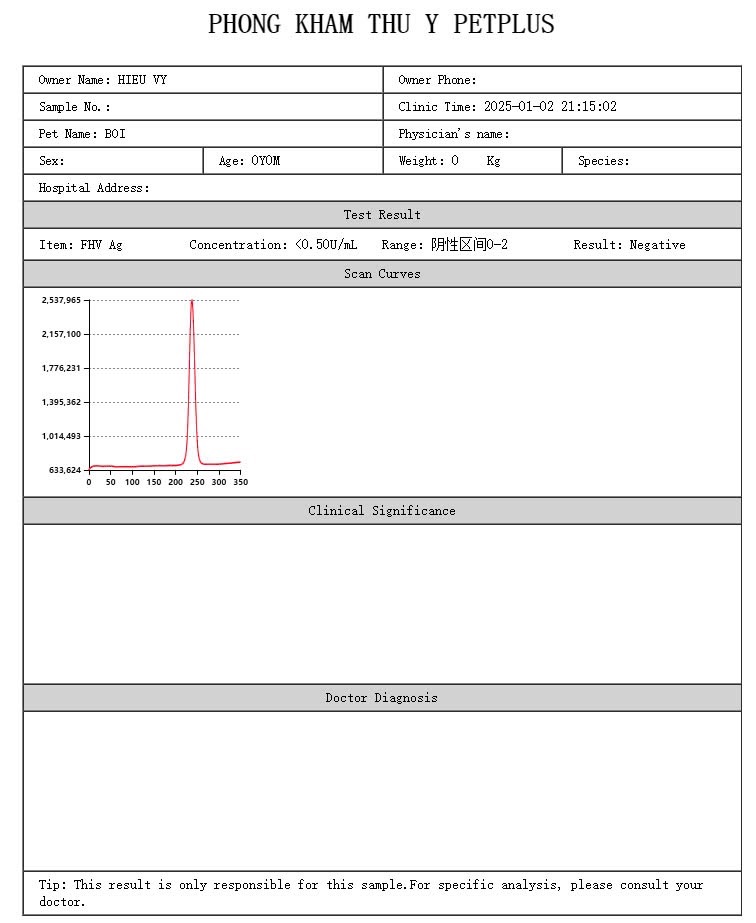 PHONG KHAM THU Y PETPLUS
Owner Name: HIEU VY Owner Phone:
Sample No.: Clinic Time: 2025-01-02 21:15:02
Pet Name: BOI Physician's name:
Sex: Age: 0Y0M Weight: 0 Kg Species:
Hospital Address:
Test Result
Item: FHV Ag Concentration: <0.50U/mL Range: 阴性区间0-2 Result: Negative
Scan Curves
2,537,965
2,157,100
1,776,231
1,395,362
1,014,493
633,624
0 50 100 150 200 250 300 350
Clinical Significance
Doctor Diagnosis
Tip: This result is only responsible for this sample.For specific analysis, please consult your
doctor.